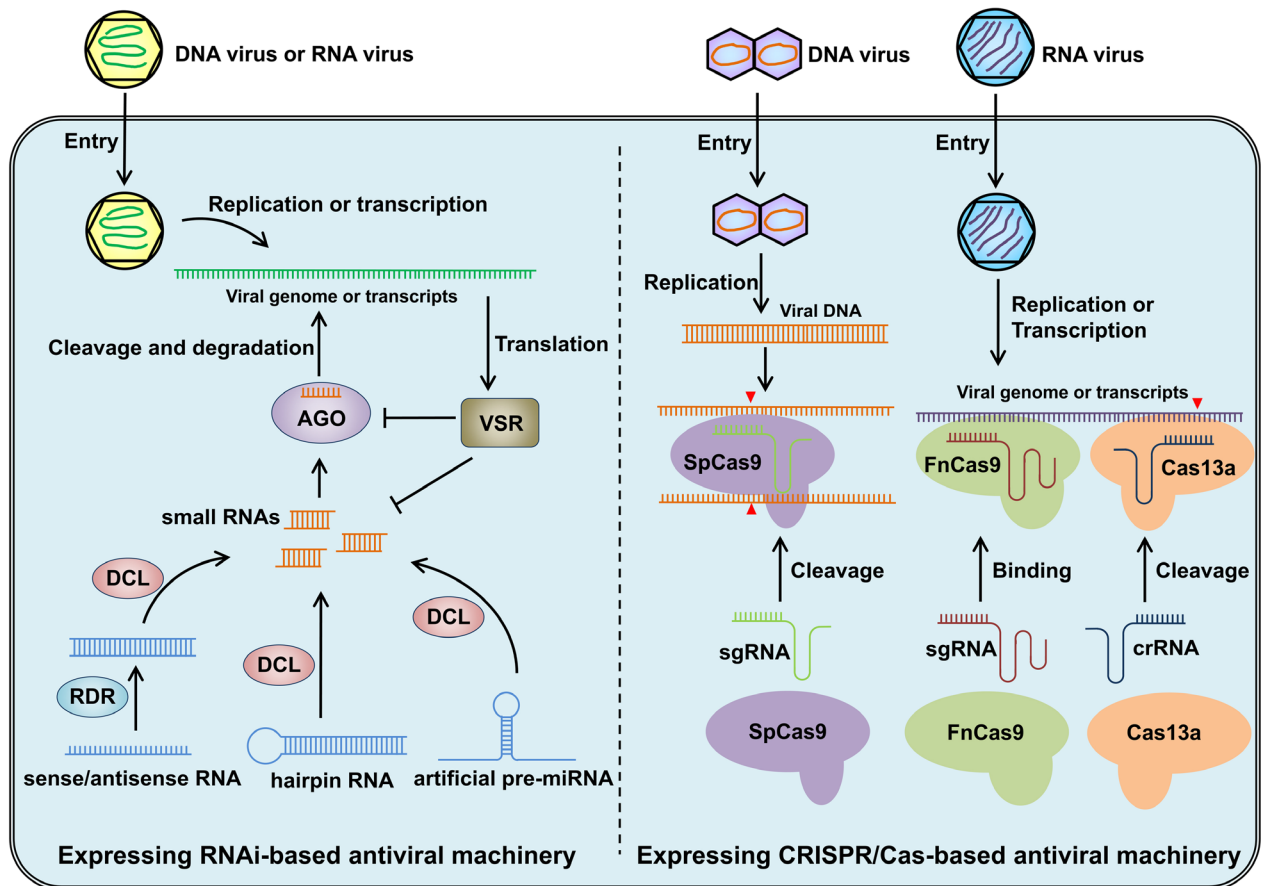 DNA virus or RNA virus
Entry
Replication or transcription
Viral genome or transcripts
Cleavage and degradation
Translation
AGO
VSR
small RNAs
DCL
DCL
DCL
RDR
sense/antisense RNA
hairpin RNA
artificial pre-miRNA
Expressing RNAi-based antiviral machinery
DNA virus
RNA virus
Entry
Entry
Replication
Viral DNA
Replication or
Transcription
Viral genome or transcripts
SpCas9
FnCas9
Cas13a
Cleavage
Binding
Cleavage
sgRNA
sgRNA
crRNA
SpCas9
FnCas9
Cas13a
Expressing CRISPR/Cas-based antiviral machinery